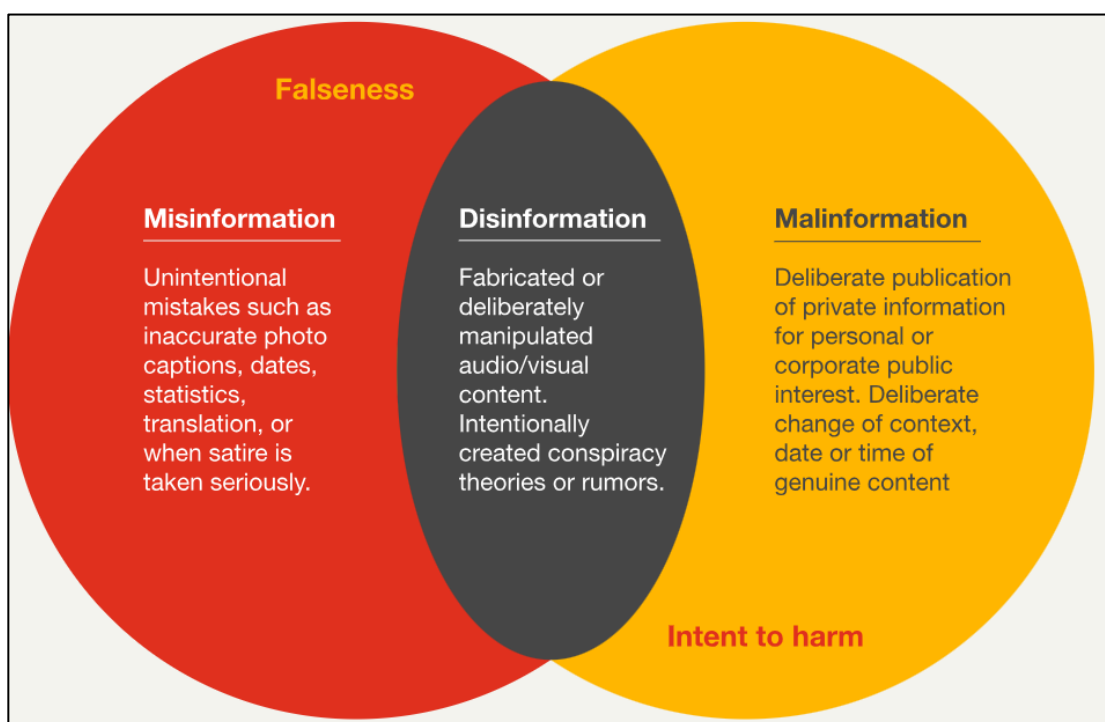 Falseness
Misinformation
Unintentional
mistakes such as
inaccurate photo
captions, dates,
statistics,
translation, or
when satire is
taken seriously.
Disinformation
Fabricated or
deliberately
manipulated
audio/visual
content.
Intentionally
created conspiracy
theories or rumors.
Malinformation
Deliberate publication
of private information
for personal or
corporate public
interest. Deliberate
change of context,
date or time of
genuine content
Intent to harm